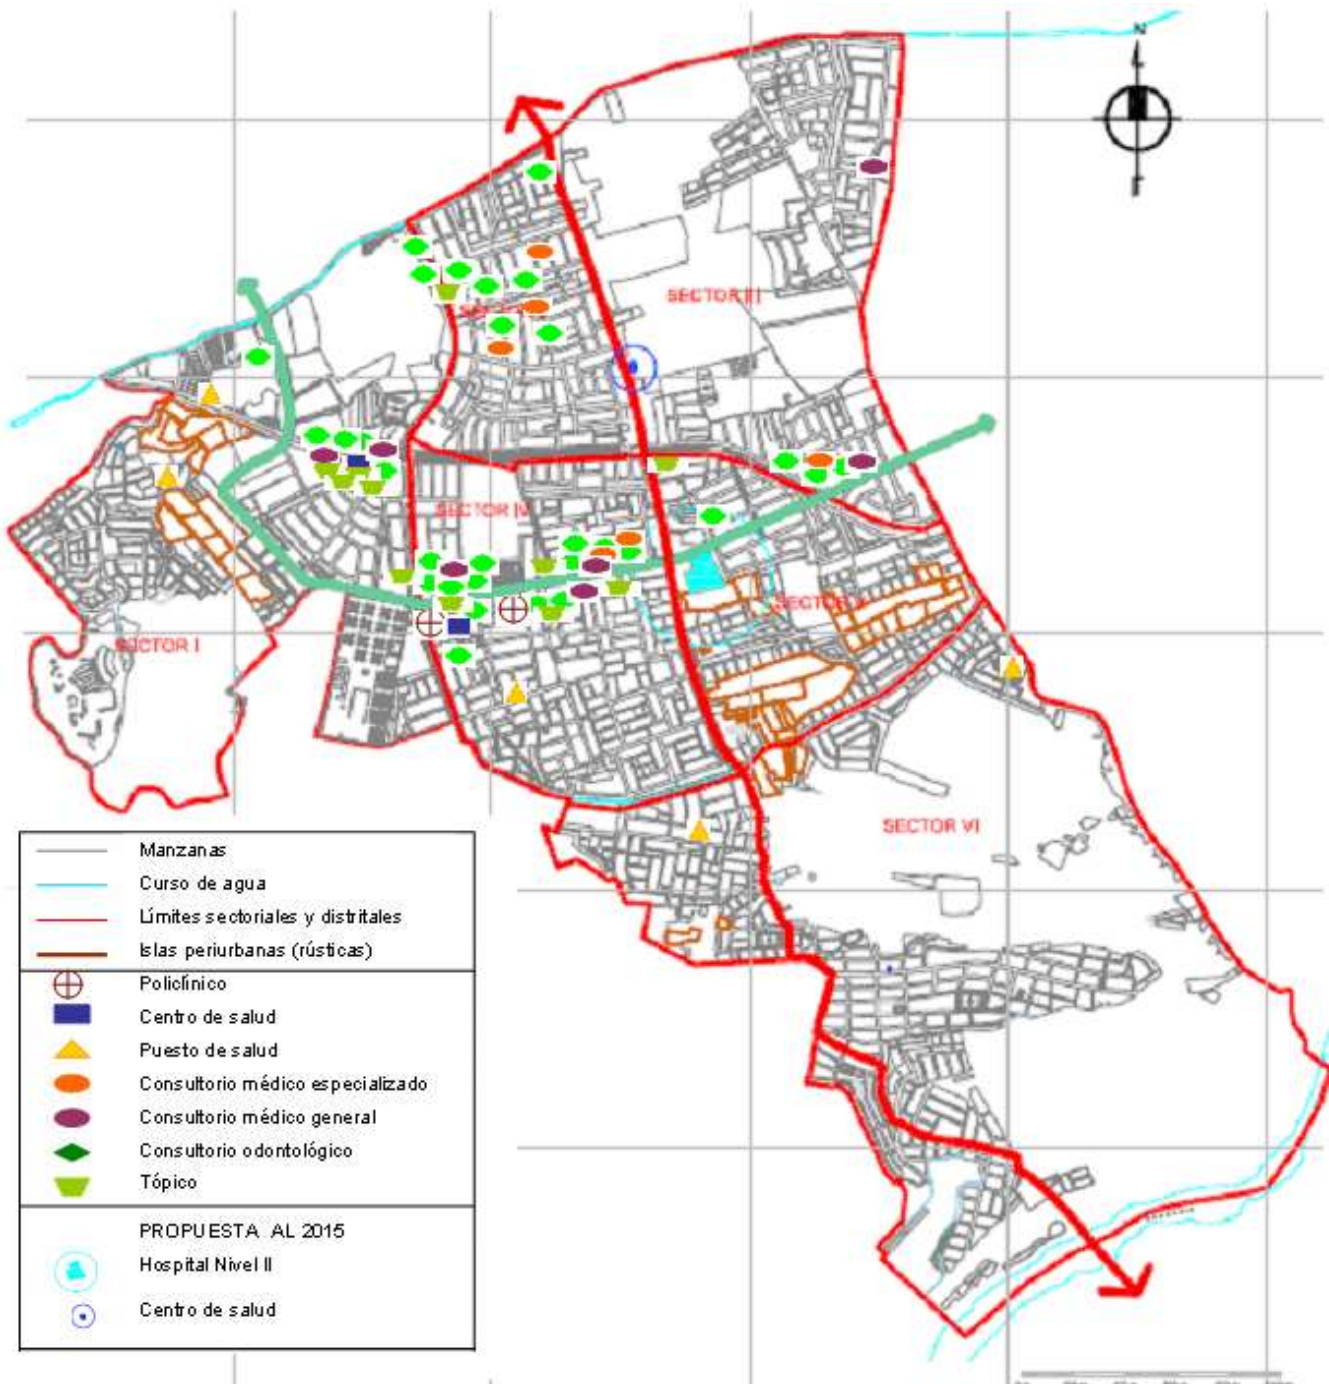 N
SECTOR III
SECTOR IV
SECTOR I
SECTOR VI
Manzanas
Curso de agua
Límites sectoriales y distritales
Islas periurbanas (rústicas)
Policlínico
Centro de salud
Puesto de salud
Consultorio médico especializado
Consultorio médico general
Consultorio odontológico
Tópico
PROPUESTA AL 2015
Hospital Nivel II
Centro de salud